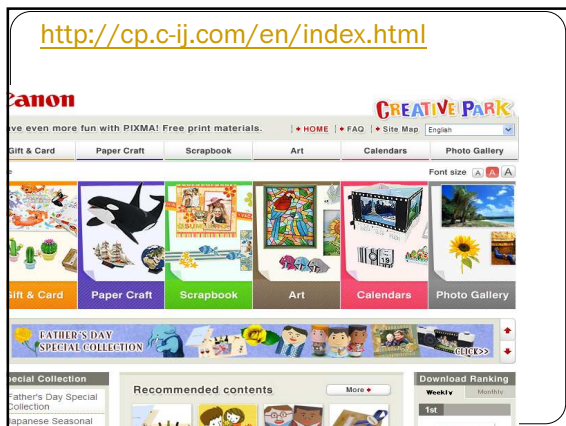 http://cp.c-ij.com/en/index.html
Canon
CREATIVE PARK
ave even more fun with PIXMA! Free print materials.
HOME | FAQ | Site Map English
Gift & Card Paper Craft Scrapbook Art Calendars Photo Gallery
Font size A A A
Gift & Card Paper Craft Scrapbook Art Calendars Photo Gallery
FATHER'S DAY
SPECIAL COLLECTION
CLICK>>
pecial Collection
Father's Day Special
Collection
Japanese Seasonal
Recommended contents
More
Download Ranking
Weekly Monthly
1st